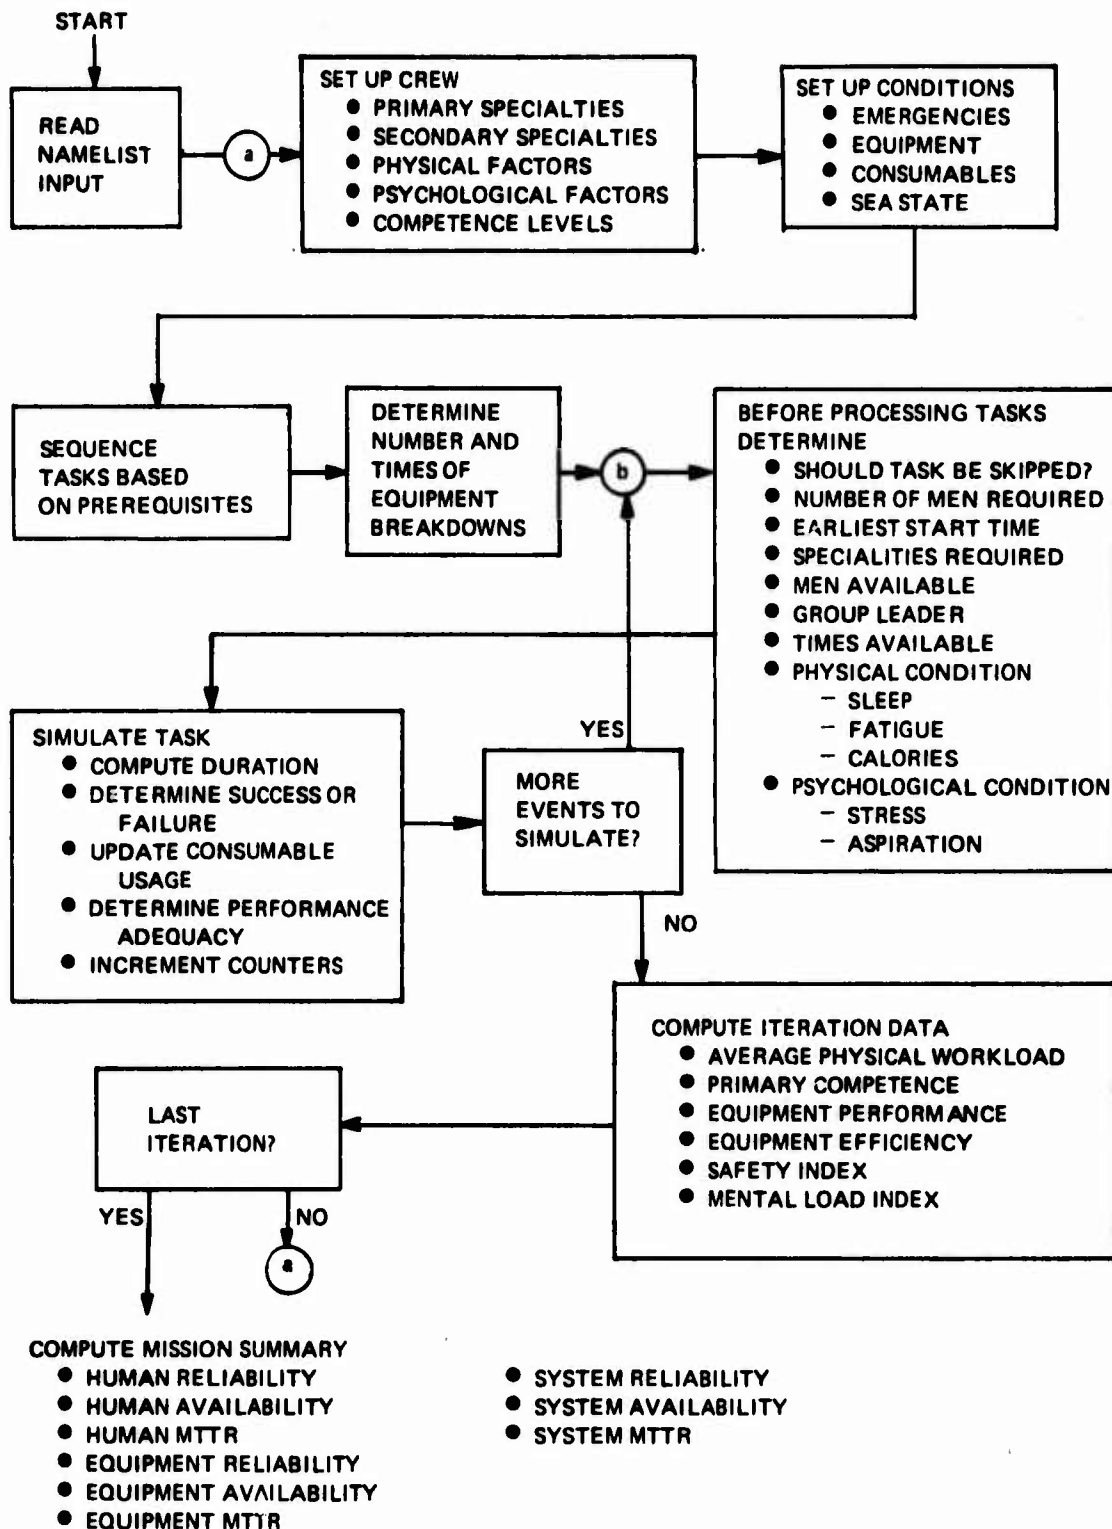 START
READ
NAMELIST
INPUT
a
SET UP CREW
● PRIMARY SPECIALTIES
● SECONDARY SPECIALTIES
● PHYSICAL FACTORS
● PSYCHOLOGICAL FACTORS
● COMPETENCE LEVELS
SET UP CONDITIONS
● EMERGENCIES
● EQUIPMENT
● CONSUMABLES
● SEA STATE
SEQUENCE
TASKS BASED
ON PREREQUISITES
DETERMINE
NUMBER AND
TIMES OF
EQUIPMENT
BREAKDOWNS
b
BEFORE PROCESSING TASKS
DETERMINE
● SHOULD TASK BE SKIPPED?
● NUMBER OF MEN REQUIRED
● EARLIEST START TIME
● SPECIALITIES REQUIRED
● MEN AVAILABLE
● GROUP LEADER
● TIMES AVAILABLE
● PHYSICAL CONDITION
– SLEEP
– FATIGUE
– CALORIES
● PSYCHOLOGICAL CONDITION
– STRESS
– ASPIRATION
SIMULATE TASK
● COMPUTE DURATION
● DETERMINE SUCCESS OR
FAILURE
● UPDATE CONSUMABLE
USAGE
● DETERMINE PERFORMANCE
ADEQUACY
● INCREMENT COUNTERS
YES
MORE
EVENTS TO
SIMULATE?
NO
COMPUTE ITERATION DATA
● AVERAGE PHYSICAL WORKLOAD
● PRIMARY COMPETENCE
● EQUIPMENT PERFORMANCE
● EQUIPMENT EFFICIENCY
● SAFETY INDEX
● MENTAL LOAD INDEX
LAST
ITERATION?
YES
NO
a
COMPUTE MISSION SUMMARY
● HUMAN RELIABILITY
● HUMAN AVAILABILITY
● HUMAN MTTR
● EQUIPMENT RELIABILITY
● EQUIPMENT AVAILABILITY
● EQUIPMENT MTTR
● SYSTEM RELIABILITY
● SYSTEM AVAILABILITY
● SYSTEM MTTR